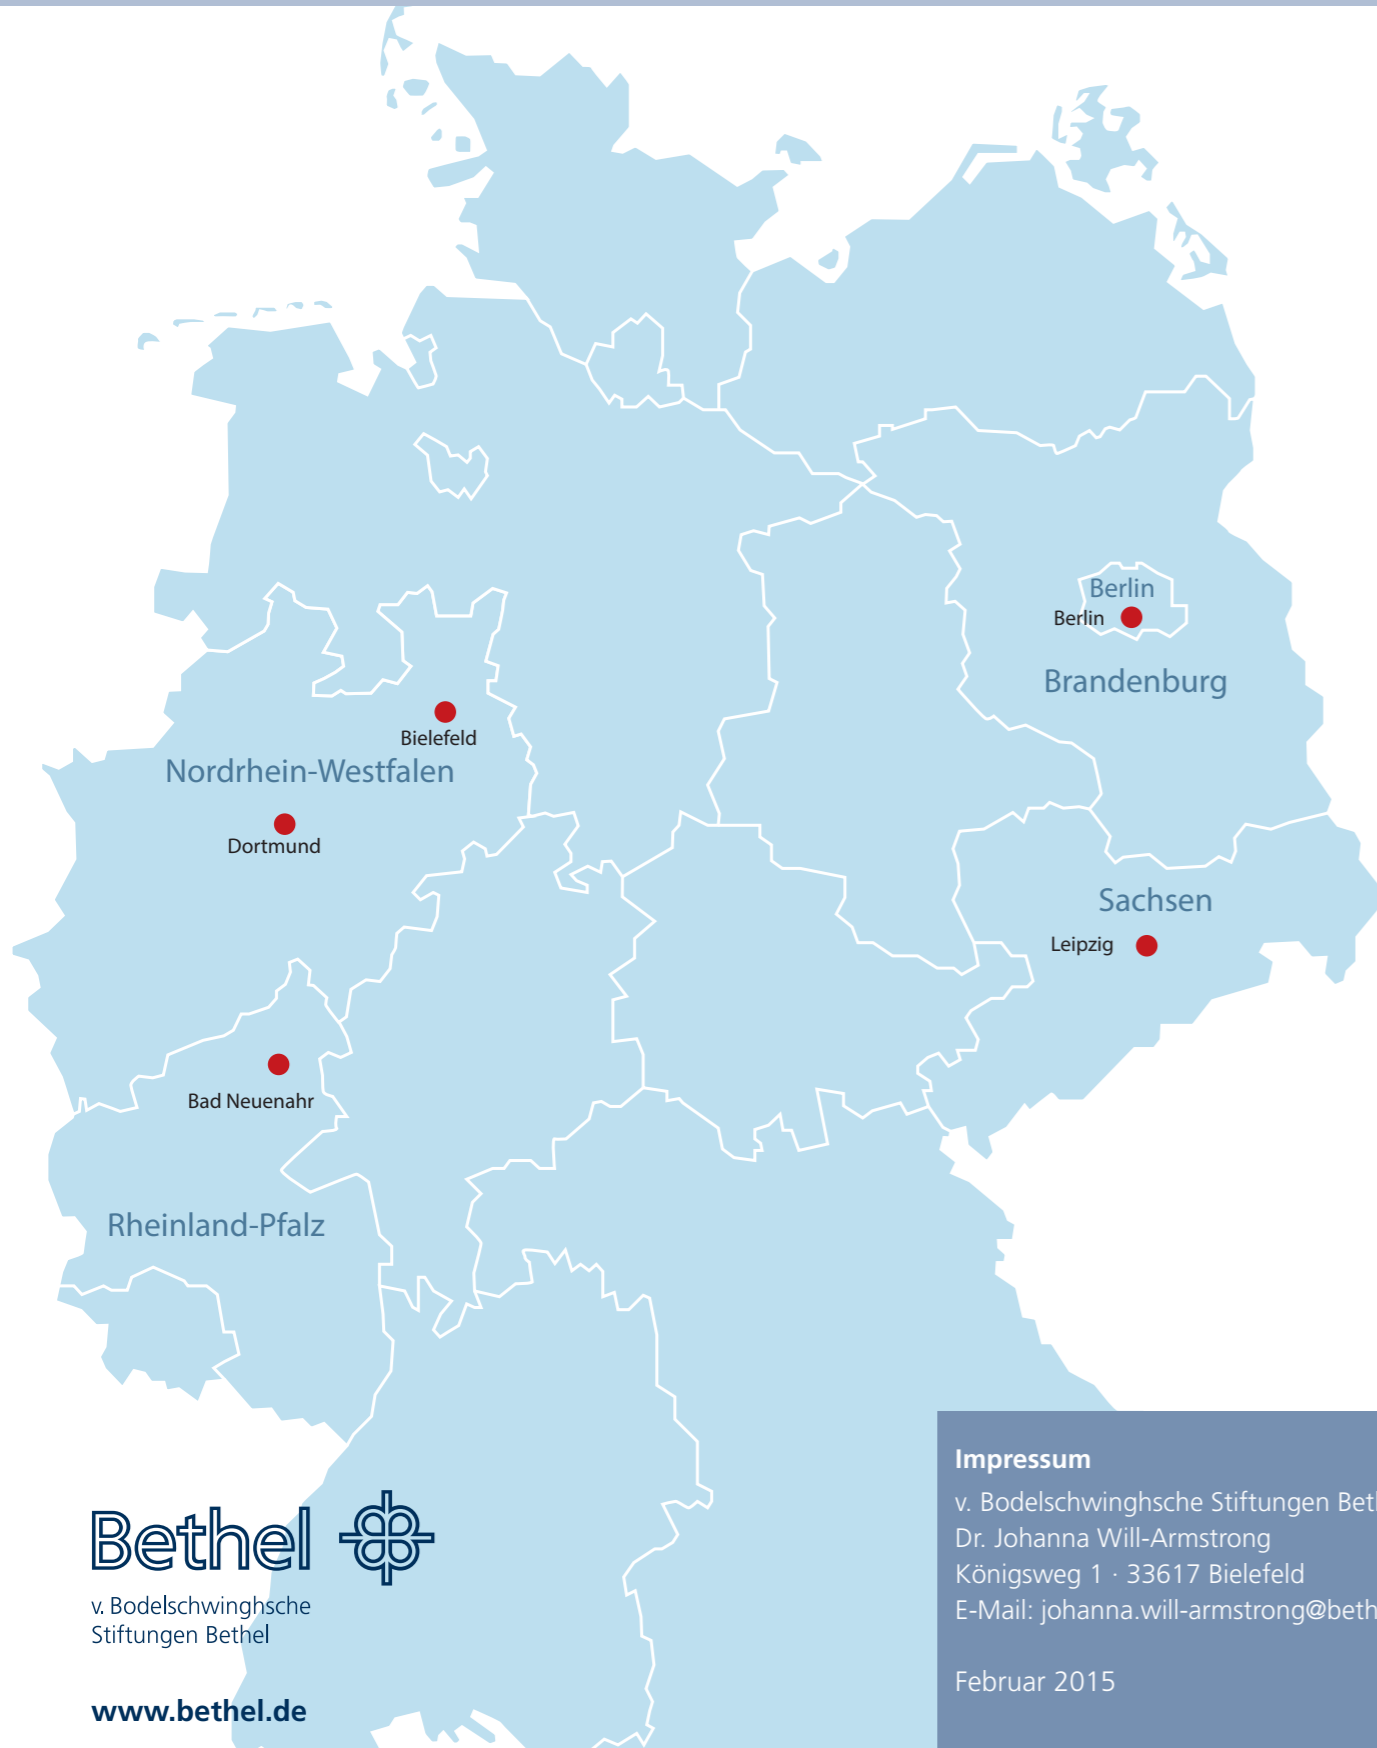 Berlin
Berlin
Brandenburg
Bielefeld
Nordrhein-Westfalen
Dortmund
Sachsen
Leipzig
Bad Neuenahr
Rheinland-Pfalz
Bethel
v. Bodelschwinghsche
Stiftungen Bethel
www.bethel.de
Impressum
v. Bodelschwinghsche Stiftungen
Dr. Johanna Will-Armstrong
Königsweg 1 · 33617 Bielefeld
E-Mail: johanna.will-armstrong@beth
Februar 2015